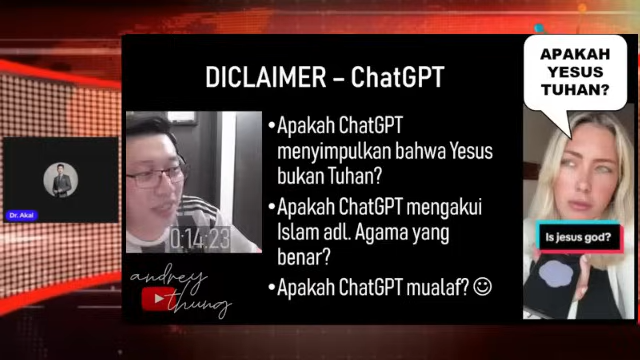 DICLAIMER – ChatGPT
•Apakah ChatGPT
menyimpulkan bahwa Yesus
bukan Tuhan?
•Apakah ChatGPT mengakui
Islam adl. Agama yang
benar?
•Apakah ChatGPT mualaf? ☺
0:14:23
andrey
thung
Dr. Akal
APAKAH
YESUS
TUHAN?
Is jesus god?